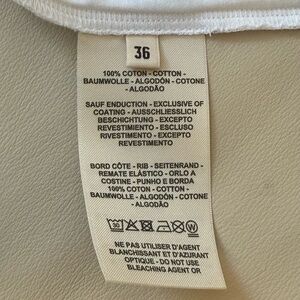 36
100% COTON - COTTON -
BAUMWOLLE - ALGODÓN - COTONE
- ALGODÃO
SAUF ENDUCTION - EXCLUSIVE OF
COATING - AUSSCHLIESSLICH
BESCHICHTUNG - EXCEPTO
REVESTIMIENTO - ESCLUSO
RIVESTIMENTO - EXCEPTO
REVESTIMENTO
BORD CÔTE - RIB - SEITENRAND -
REMATE ELÁSTICO - ORLO A
COSTINE - PUNHO E BORDA
100% COTON - COTTON -
BAUMWOLLE - ALGODÓN - COTONE
- ALGODÃO
30 W
NE PAS UTILISER D'AGENT
BLANCHISSANT ET D'AZURANT
OPTIQUE - DO NOT USE
BLEACHING AGENT OR